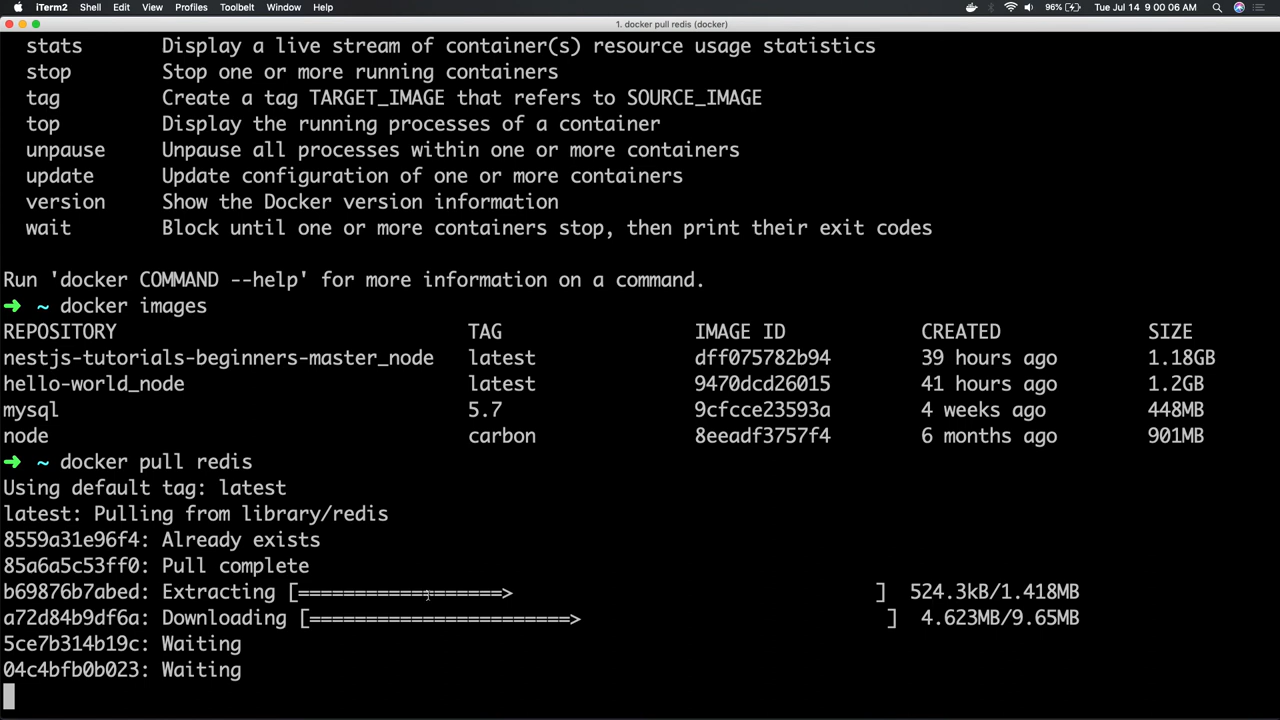 iTerm2 Shell Edit View Profiles Toolbelt Window Help 96% Tue Jul 14 9 00 06 AM
1. docker pull redis (docker)
stats Display a live stream of container(s) resource usage statistics
stop Stop one or more running containers
tag Create a tag TARGET_IMAGE that refers to SOURCE_IMAGE
top Display the running processes of a container
unpause Unpause all processes within one or more containers
update Update configuration of one or more containers
version Show the Docker version information
wait Block until one or more containers stop, then print their exit codes
Run 'docker COMMAND --help' for more information on a command.
➜ ~ docker images
REPOSITORY TAG IMAGE ID CREATED SIZE
nestjs-tutorials-beginners-master_node latest dff075782b94 39 hours ago 1.18GB
hello-world_node latest 9470dcd26015 41 hours ago 1.2GB
mysql 5.7 9cfcce23593a 4 weeks ago 448MB
node carbon 8eeadf3757f4 6 months ago 901MB
➜ ~ docker pull redis
Using default tag: latest
latest: Pulling from library/redis
8559a31e96f4: Already exists
85a6a5c53ff0: Pull complete
b69876b7abed: Extracting [==================> ] 524.3kB/1.418MB
a72d84b9df6a: Downloading [=======================> ] 4.623MB/9.65MB
5ce7b314b19c: Waiting
04c4bfb0b023: Waiting